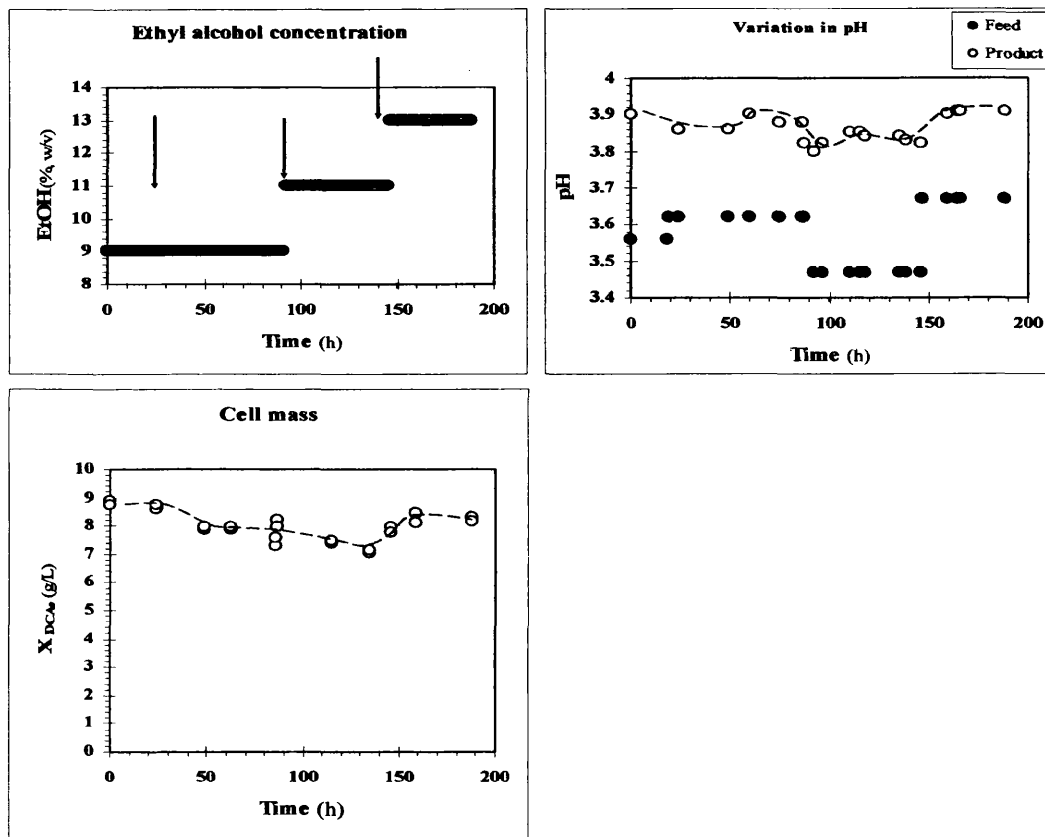 Ethyl alcohol concentration
EtOH(%, w/v)
14
13
12
11
10
9
8
0 50 100 150 200
Time (h)
Variation in pH
Feed
Product
pH
4
3.9
3.8
3.7
3.6
3.5
3.4
0 50 100 150 200
Time (h)
Cell mass
X DCA, (g/L)
10
9
8
7
6
5
4
3
2
1
0
0 50 100 150 200
Time (h)